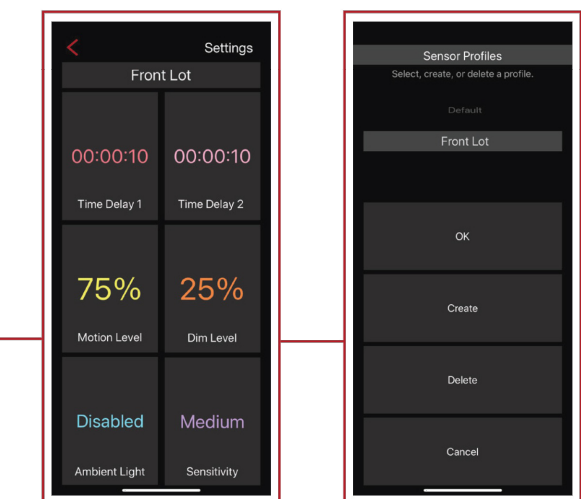 Settings
Front Lot
00:00:10 00:00:10
Time Delay 1 Time Delay 2
75% 25%
Motion Level Dim Level
Disabled Medium
Ambient Light Sensitivity
Sensor Profiles
Select, create, or delete a profile.
Default
Front Lot
OK
Create
Delete
Cancel